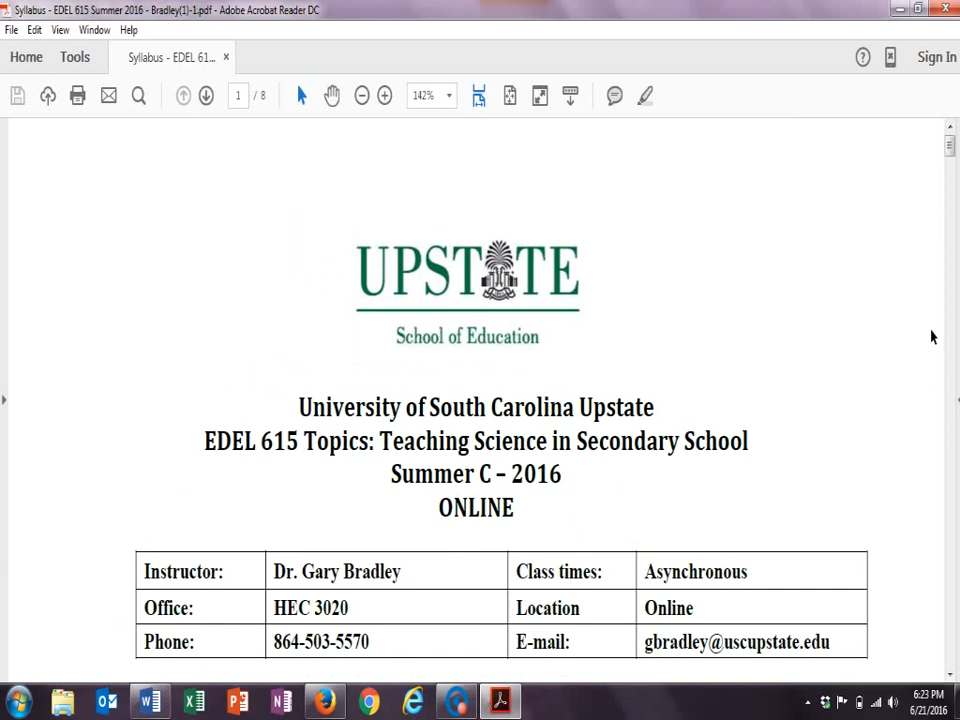 Syllabus - EDEL 615 Summer 2016 - Bradley(1)-1.pdf - Adobe Acrobat Reader DC
File Edit View Window Help
Home Tools Syllabus - EDEL 61... × Sign In
1 / 8 142%
UPSTATE
School of Education
University of South Carolina Upstate
EDEL 615 Topics: Teaching Science in Secondary School
Summer C – 2016
ONLINE
Instructor: Dr. Gary Bradley Class times: Asynchronous
Office: HEC 3020 Location Online
Phone: 864-503-5570 E-mail: gbradley@uscupstate.edu
6:23 PM
6/21/2016